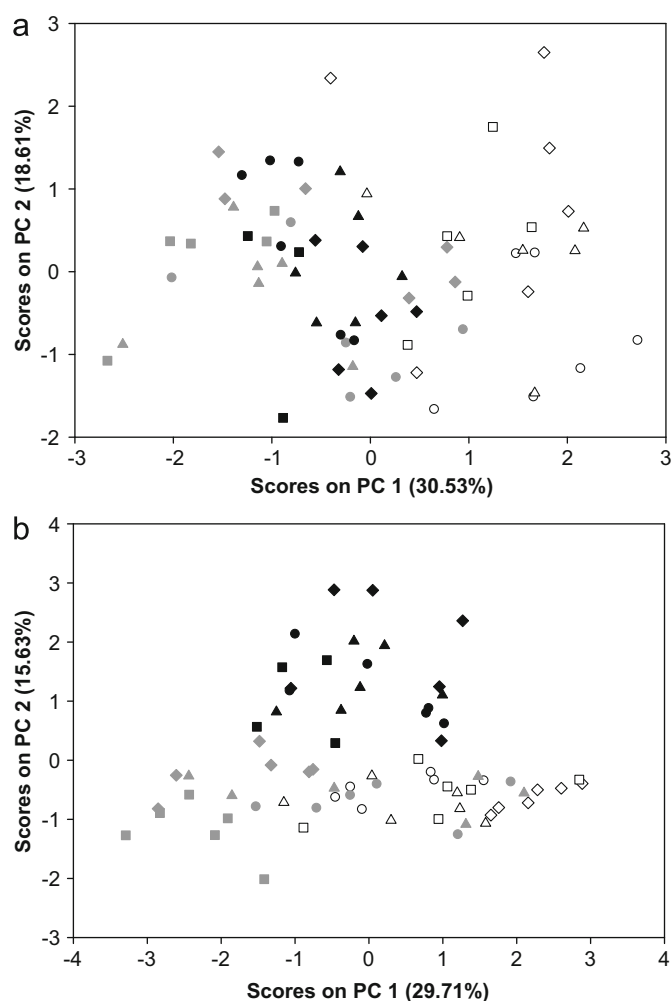 a
3
2
1
0
-1
-2
Scores on PC 2 (18.61%)
-3 -2 -1 0 1 2 3
Scores on PC 1 (30.53%)
b
4
3
2
1
0
-1
-2
-3
Scores on PC 2 (15.63%)
-4 -3 -2 -1 0 1 2 3 4
Scores on PC 1 (29.71%)